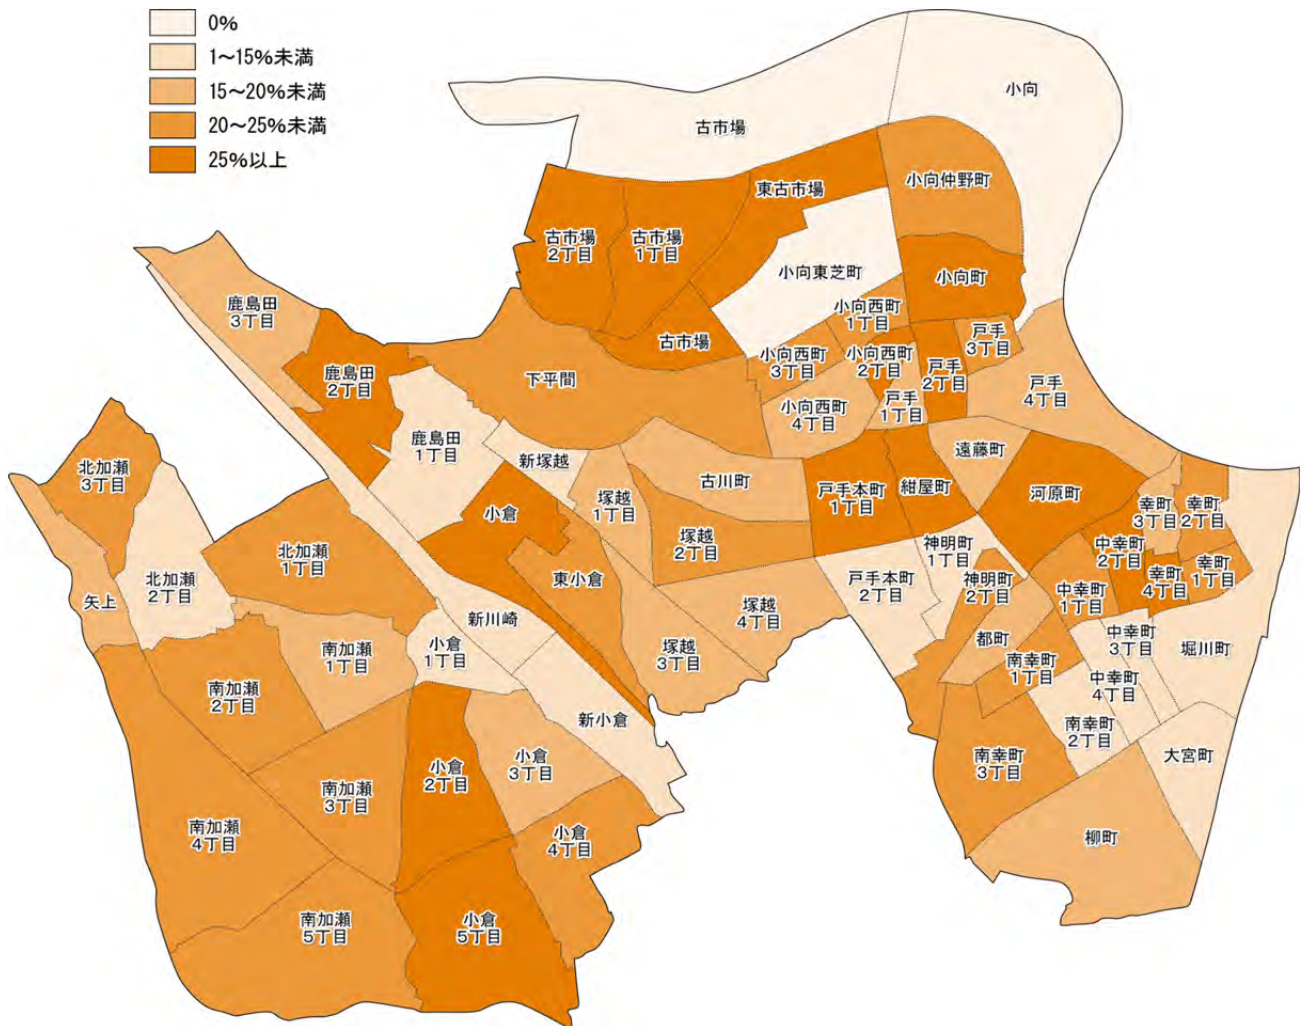 0%
1～15%未満
15～20%未満
20～25%未満
25%以上
小向
古市場
東古市場
小向仲野町
古市場
2丁目
古市場
1丁目
小向東芝町
小向町
鹿島田
3丁目
小向西町
1丁目
古市場
戸手
3丁目
小向西町
3丁目
小向西町
2丁目
戸手
2丁目
鹿島田
2丁目
下平間
戸手
4丁目
戸手
1丁目
小向西町
4丁目
鹿島田
1丁目
新塚越
遠藤町
北加瀬
3丁目
古川町
戸手本町
1丁目
紺屋町
河原町
塚越
1丁目
幸町
3丁目
幸町
2丁目
小倉
塚越
2丁目
神明町
1丁目
中幸町
2丁目
北加瀬
1丁目
幸町
1丁目
幸町
4丁目
東小倉
戸手本町
2丁目
神明町
2丁目
中幸町
1丁目
北加瀬
2丁目
矢上
塚越
4丁目
新川崎
都町
中幸町
3丁目
堀川町
南加瀬
1丁目
小倉
1丁目
塚越
3丁目
南幸町
1丁目
中幸町
4丁目
南加瀬
2丁目
新小倉
南幸町
2丁目
大宮町
小倉
2丁目
小倉
3丁目
南幸町
3丁目
南加瀬
3丁目
南加瀬
4丁目
小倉
4丁目
柳町
南加瀬
5丁目
小倉
5丁目